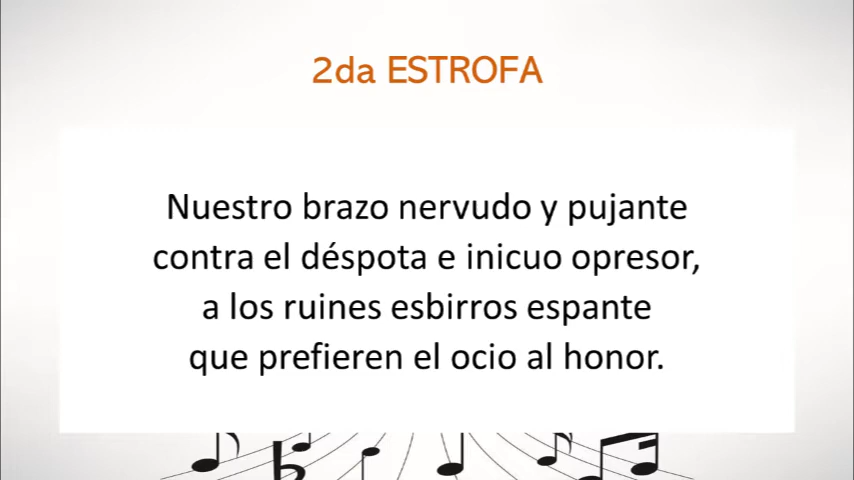 2da ESTROFA
Nuestro brazo nervudo y pujante
contra el déspota e inicuo opresor,
a los ruines esbirros espante
que prefieren el ocio al honor.